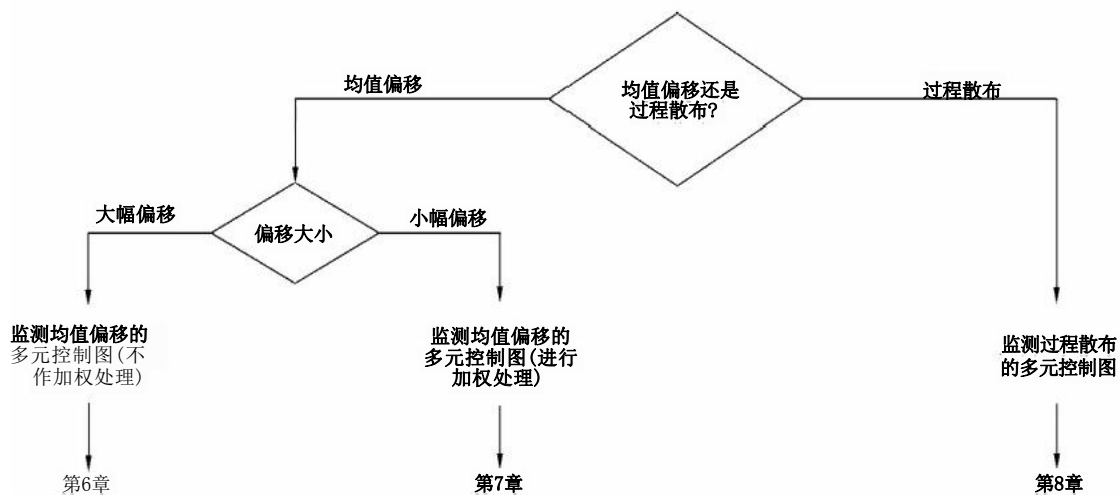 均值偏移还是
过程散布?
均值偏移
过程散布
大幅偏移
偏移大小
小幅偏移
监测均值偏移的
多元控制图(不
作加权处理)
监测均值偏移的
多元控制图(进行
加权处理)
监测过程散布
的多元控制图
第6章
第7章
第8章